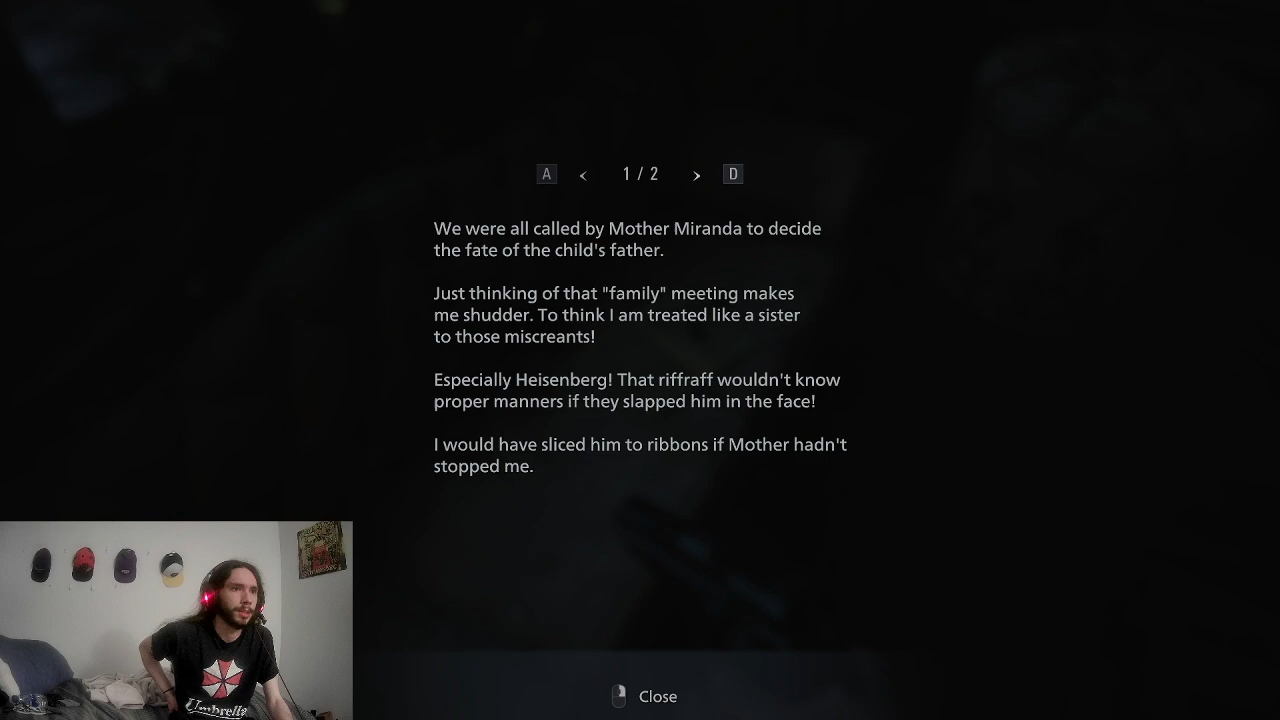 A < 1 / 2 > D
We were all called by Mother Miranda to decide
the fate of the child's father.
Just thinking of that "family" meeting makes
me shudder. To think I am treated like a sister
to those miscreants!
Especially Heisenberg! That riffraff wouldn't know
proper manners if they slapped him in the face!
I would have sliced him to ribbons if Mother hadn't
stopped me.
Umbrella
Close